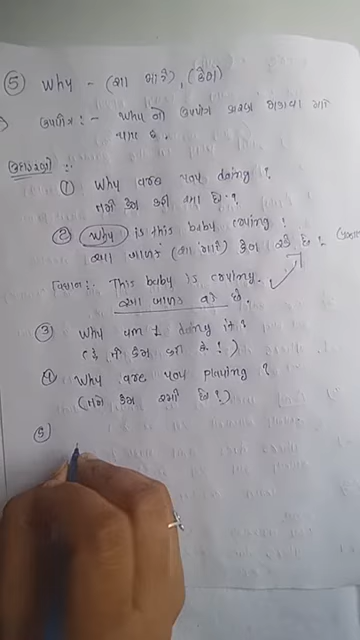 ⑤ Why - (શા માટે), (કેમ)
ઉપયોગ :- Why નો ઉપયોગ કારણ જાણવા માટે
થાય છે.
ઉદાહરણો :-
① Why are you doing?
તમે કેમ કરી રહ્યા છો?
② Why is this baby crying?
આ બાળક (શા માટે) કેમ રડે છે?
વિધાન :- This baby is crying.
આ બાળક રડે છે.
③ Why am I doing it?
④ Why are you playing?
(તમે કેમ રમો છો?)
⑤